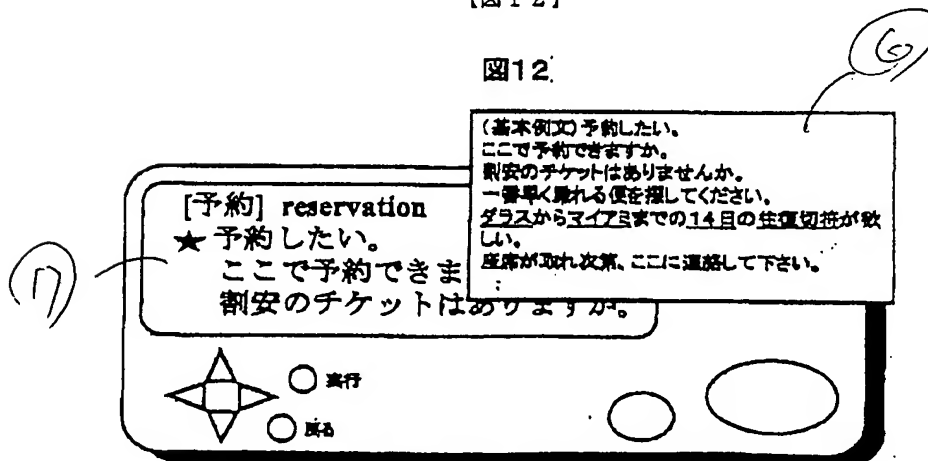 【図12】
図12
⑥
(基本例文)予約したい。
ここで予約できますか。
割安のチケットはありませんか。
一番早く乗れる便を探してください。
ダラスからマイアミまでの14日の往復切符が欲
しい。
座席が取れ次第、ここに連絡して下さい。
:
[予約] reservation
★予約したい。
ここで予約できま
割安のチケットはありますか。
⑰
実行
戻る